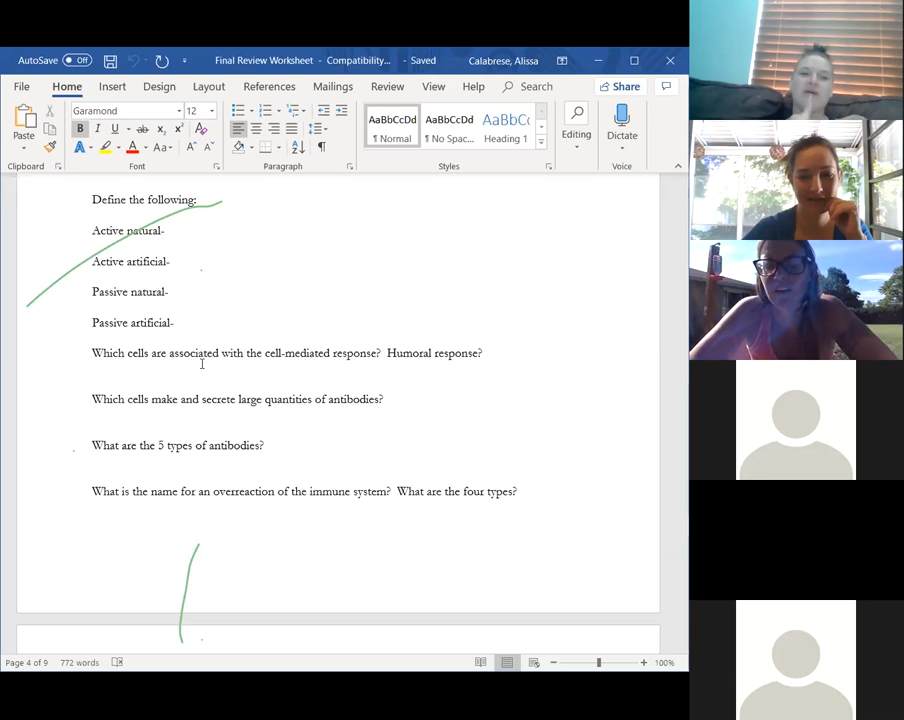 AutoSave Off Final Review Worksheet - Compatibility... - Saved Calabrese, Alissa
File Home Insert Draw Design Layout References Mailings Review View Help Search Share
Garamond 12
AaBbCcDd AaBbCcDd AaBbCc
Paste ¶ Normal ¶ No Spac... Heading 1 Editing Dictate
B I U ab x₂ x² A
A A Aa A A
Clipboard Font Paragraph Styles Voice
Define the following:
Active natural-
Active artificial-
Passive natural-
Passive artificial-
Which cells are associated with the cell-mediated response? Humoral response?
Which cells make and secrete large quantities of antibodies?
What are the 5 types of antibodies?
What is the name for an overreaction of the immune system? What are the four types?
Page 4 of 9 772 words 100%